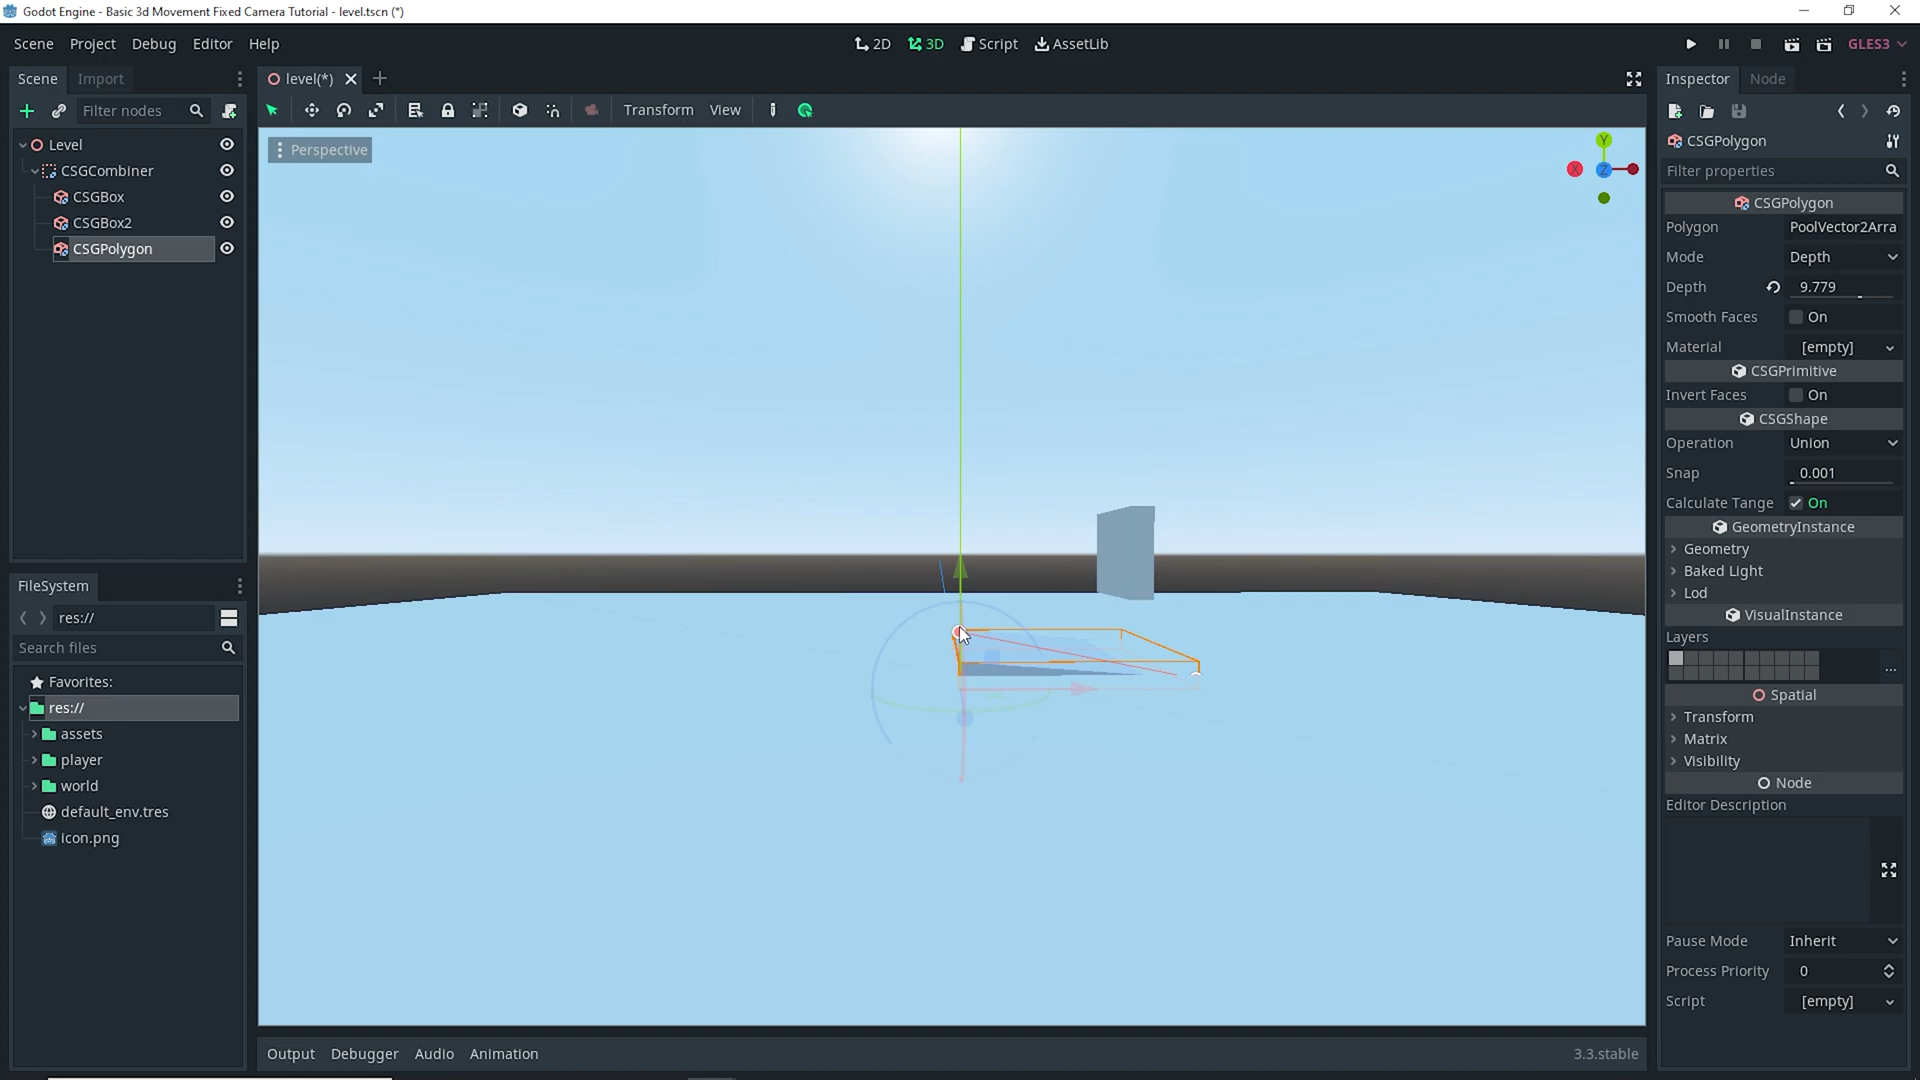 Godot Engine - Basic 3d Movement Fixed Camera Tutorial - level.tscn (*)
Scene Project Debug Editor Help
2D 3D Script AssetLib
GLES3
Scene Import
level(*)
Inspector Node
Filter nodes
Transform View
Perspective
Y
X
Z
Level
CSGCombiner
CSGBox
CSGBox2
CSGPolygon
FileSystem
res://
Search files
Favorites:
res://
assets
player
world
default_env.tres
icon.png
CSGPolygon
Filter properties
CSGPolygon
Polygon PoolVector2Arra
Mode Depth
Depth 9.779
Smooth Faces On
Material [empty]
CSGPrimitive
Invert Faces On
CSGShape
Operation Union
Snap 0.001
Calculate Tange On
GeometryInstance
Geometry
Baked Light
Lod
VisualInstance
Layers
...
Spatial
Transform
Matrix
Visibility
Node
Editor Description
Pause Mode Inherit
Process Priority 0
Script [empty]
Output Debugger Audio Animation
3.3.stable